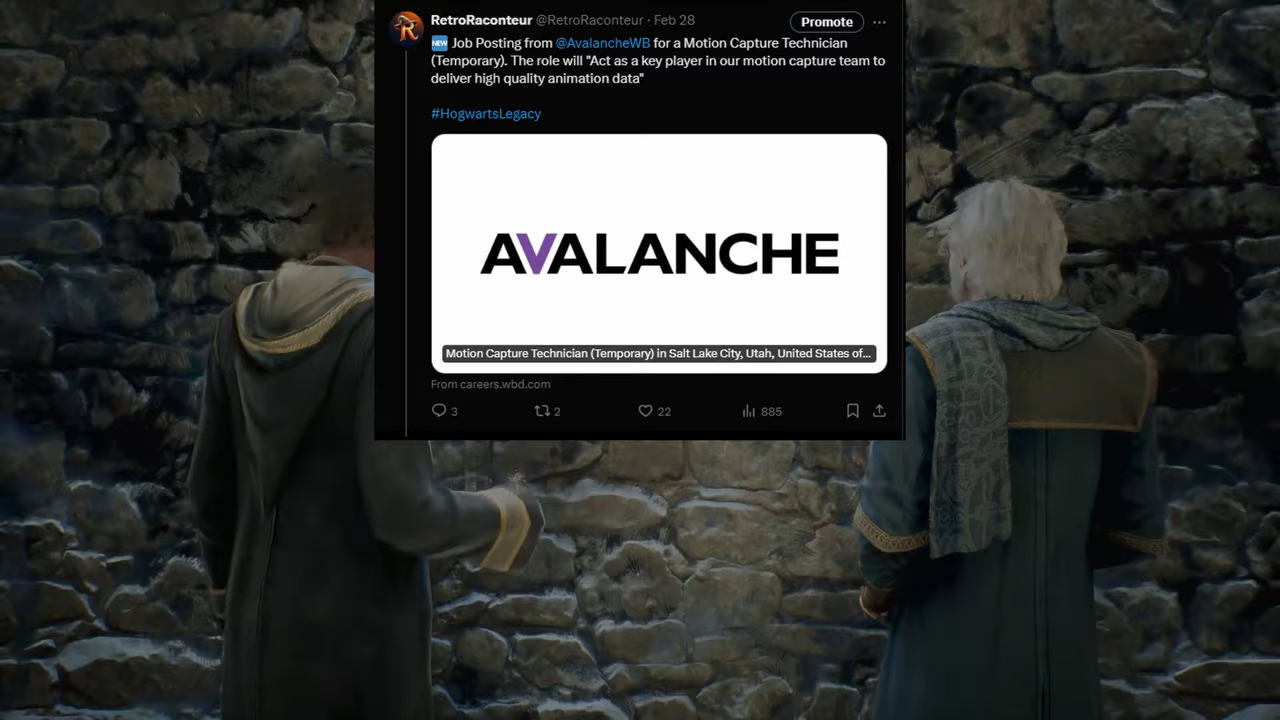 RetroRaconteur @RetroRaconteur · Feb 28
Promote
🆕 Job Posting from @AvalancheWB for a Motion Capture Technician
(Temporary). The role will "Act as a key player in our motion capture team to
deliver high quality animation data"
#HogwartsLegacy
AVALANCHE
Motion Capture Technician (Temporary) in Salt Lake City, Utah, United States of...
From careers.wbd.com
3 2 22 885